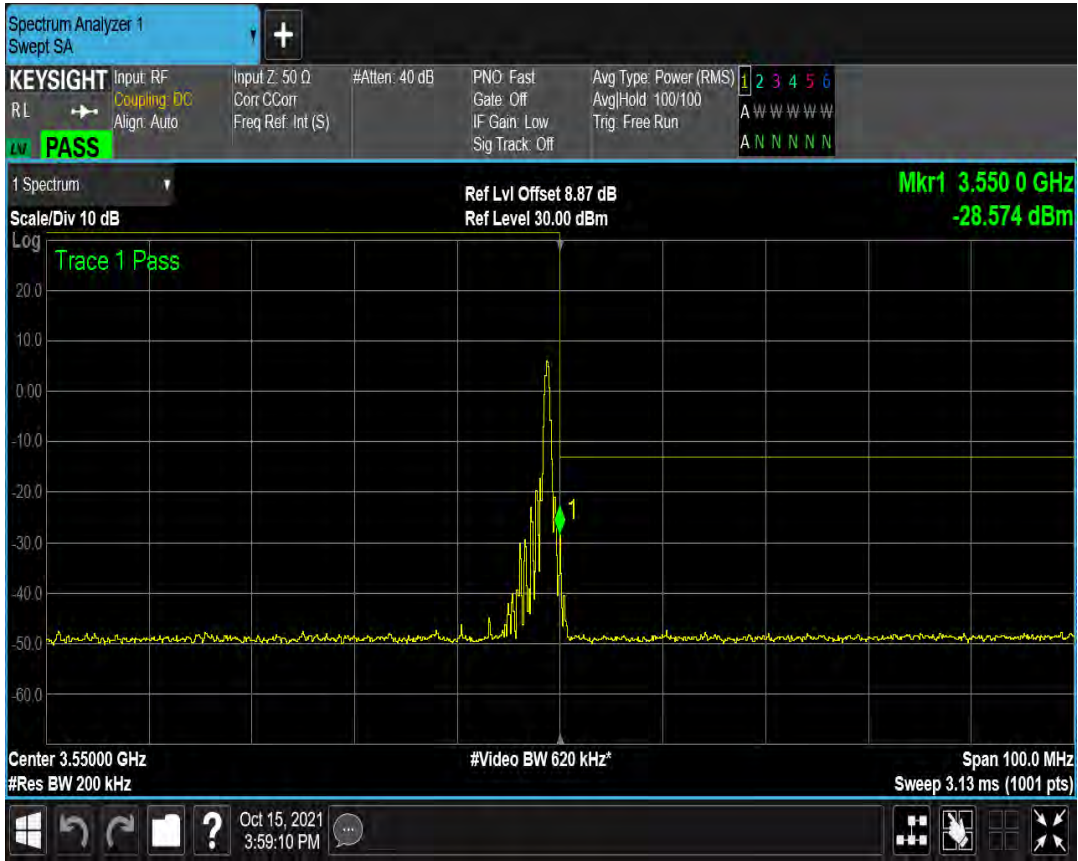 Spectrum Analyzer 1
Swept SA
+
KEYSIGHT
RL
LXI
PASS
Input: RF
Coupling: DC
Align: Auto
Input Z: 50 Ω
Corr CCorr
Freq Ref: Int (S)
#Atten: 40 dB
PNO: Fast
Gate: Off
IF Gain: Low
Sig Track: Off
Avg Type: Power (RMS)
Avg|Hold: 100/100
Trig: Free Run
1 2 3 4 5 6
A W W W W W
A N N N N N
1 Spectrum
Scale/Div 10 dB
Ref Lvl Offset 8.87 dB
Ref Level 30.00 dBm
Mkr1 3.550 0 GHz
-28.574 dBm
Log
Trace 1 Pass
20.0
10.0
0.00
-10.0
-20.0
1
-30.0
-40.0
-50.0
-60.0
Center 3.55000 GHz
#Video BW 620 kHz*
Span 100.0 MHz
#Res BW 200 kHz
Sweep 3.13 ms (1001 pts)
?
Oct 15, 2021
3:59:10 PM